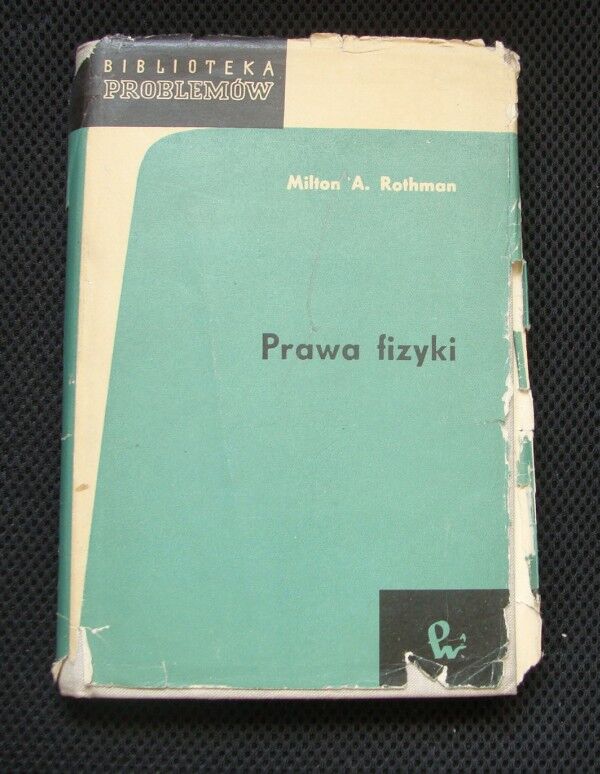 BIBLIOTEKA
PROBLEMÓW
Milton A. Rothman
Prawa fizyki